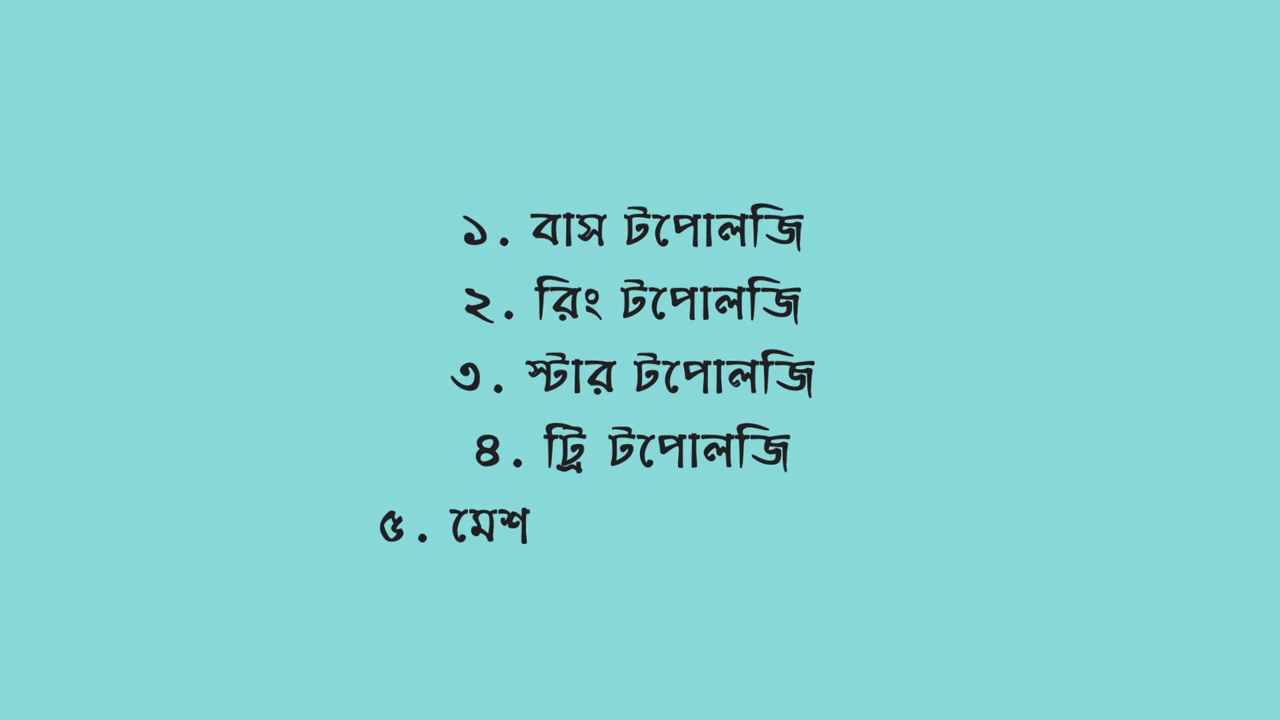 ১. বাস টপোলজি
২. রিং টপোলজি
৩. স্টার টপোলজি
৪. ট্রি টপোলজি
৫. মেশ